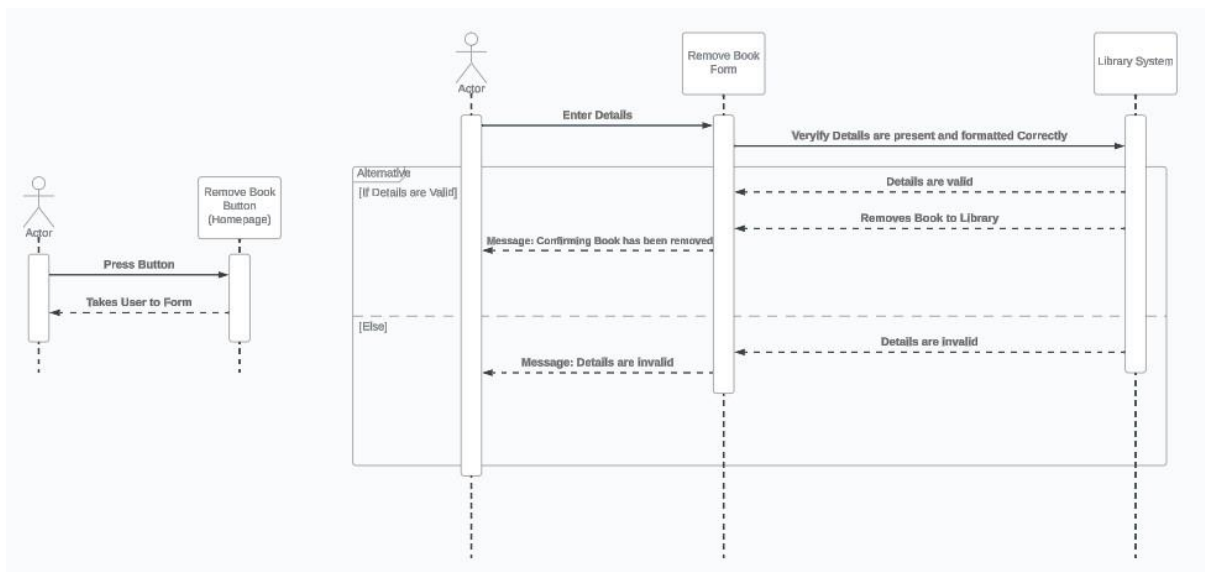 Actor
Remove Book
Button
(Homepage)
Press Button
Takes User to Form
Actor
Remove Book
Form
Library System
Enter Details
Veryify Details are present and formatted Correctly
Alternative
[If Details are Valid]
Details are valid
Removes Book to Library
Message: Confirming Book has been removed
[Else]
Details are invalid
Message: Details are invalid